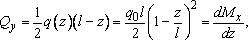 Q_y = \frac{1}{2} q(z)(l-z) = \frac{q_0 l}{2} \left(1 - \frac{z}{l}\right)^2 = \frac{dM_x}{dz},